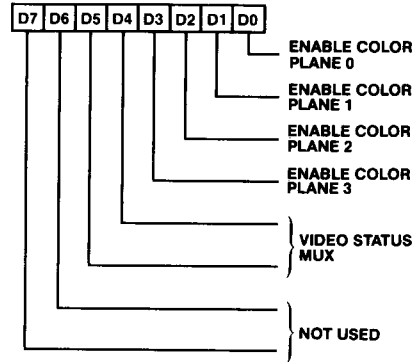 D7 D6 D5 D4 D3 D2 D1 D0
ENABLE COLOR
PLANE 0
ENABLE COLOR
PLANE 1
ENABLE COLOR
PLANE 2
ENABLE COLOR
PLANE 3
VIDEO STATUS
MUX
NOT USED